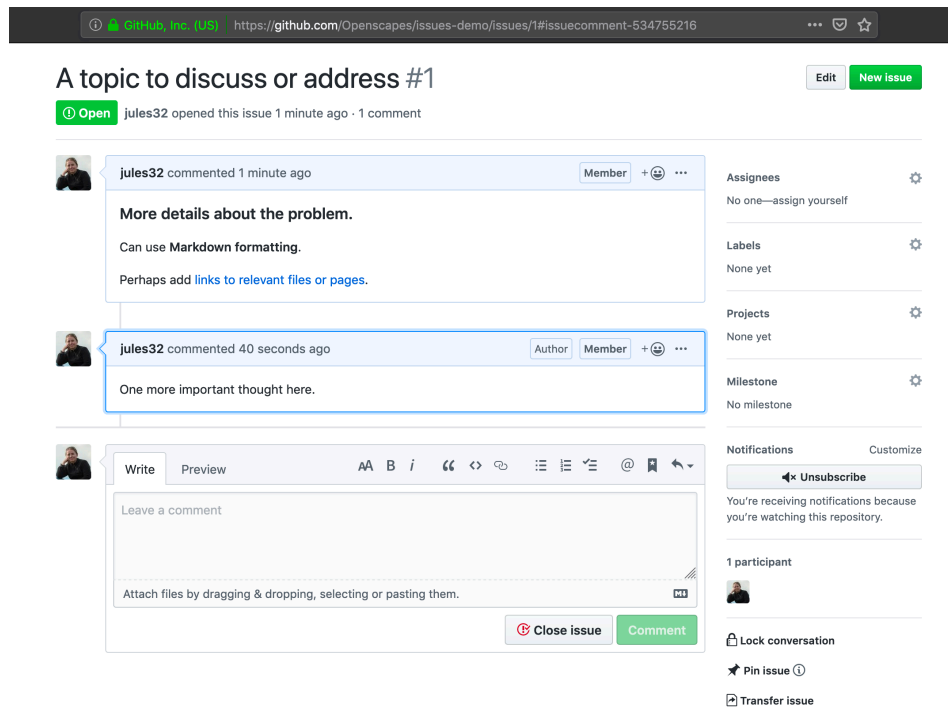 GitHub, Inc. (US) https://github.com/Openscapes/issues-demo/issues/1#issuecomment-534755216
A topic to discuss or address #1
Edit
New issue
Open
jules32 opened this issue 1 minute ago · 1 comment
jules32 commented 1 minute ago
Member
More details about the problem.
Can use Markdown formatting.
Perhaps add links to relevant files or pages.
jules32 commented 40 seconds ago
Author
Member
One more important thought here.
Write
Preview
AA B i
Leave a comment
Attach files by dragging & dropping, selecting or pasting them.
Close issue
Comment
Assignees
No one—assign yourself
Labels
None yet
Projects
None yet
Milestone
No milestone
Notifications
Customize
Unsubscribe
You're receiving notifications because
you're watching this repository.
1 participant
Lock conversation
Pin issue
Transfer issue